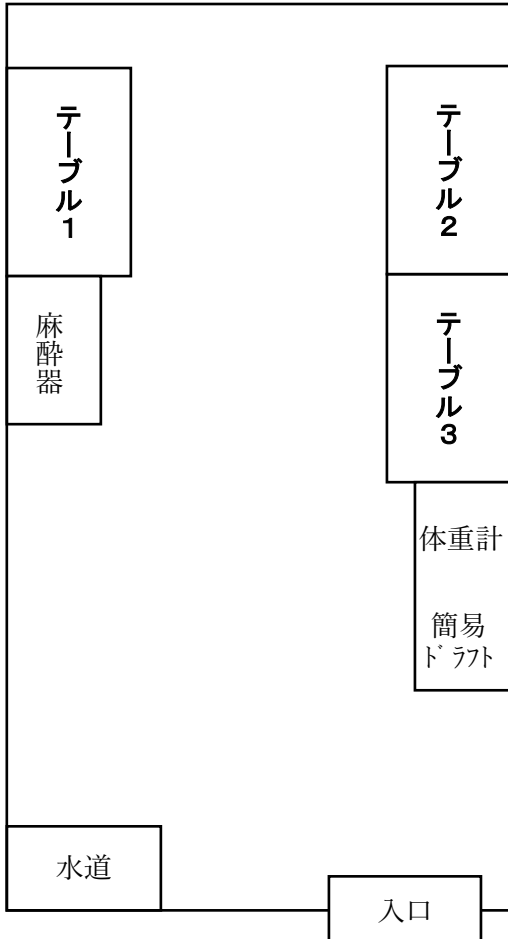 テーブル1
テーブル2
麻酔器
テーブル3
体重計
簡易
ﾄﾞﾗﾌﾄ
水道
入口